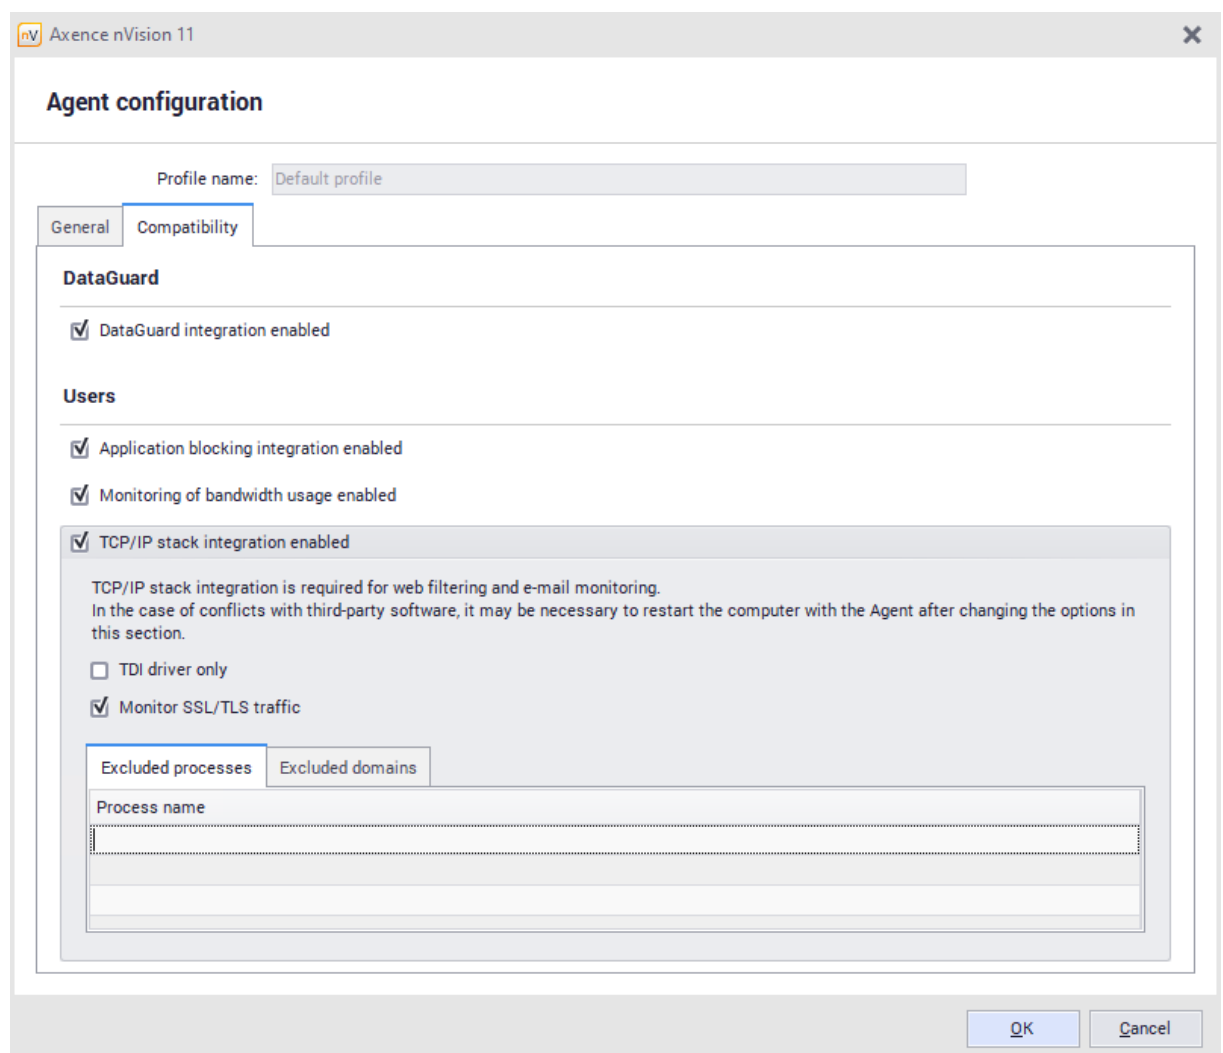 nV Axence nVision 11
Agent configuration
Profile name: Default profile
General Compatibility
DataGuard
DataGuard integration enabled
Users
Application blocking integration enabled
Monitoring of bandwidth usage enabled
TCP/IP stack integration enabled
TCP/IP stack integration is required for web filtering and e-mail monitoring.
In the case of conflicts with third-party software, it may be necessary to restart the computer with the Agent after changing the options in
this section.
TDI driver only
Monitor SSL/TLS traffic
Excluded processes Excluded domains
Process name
OK Cancel